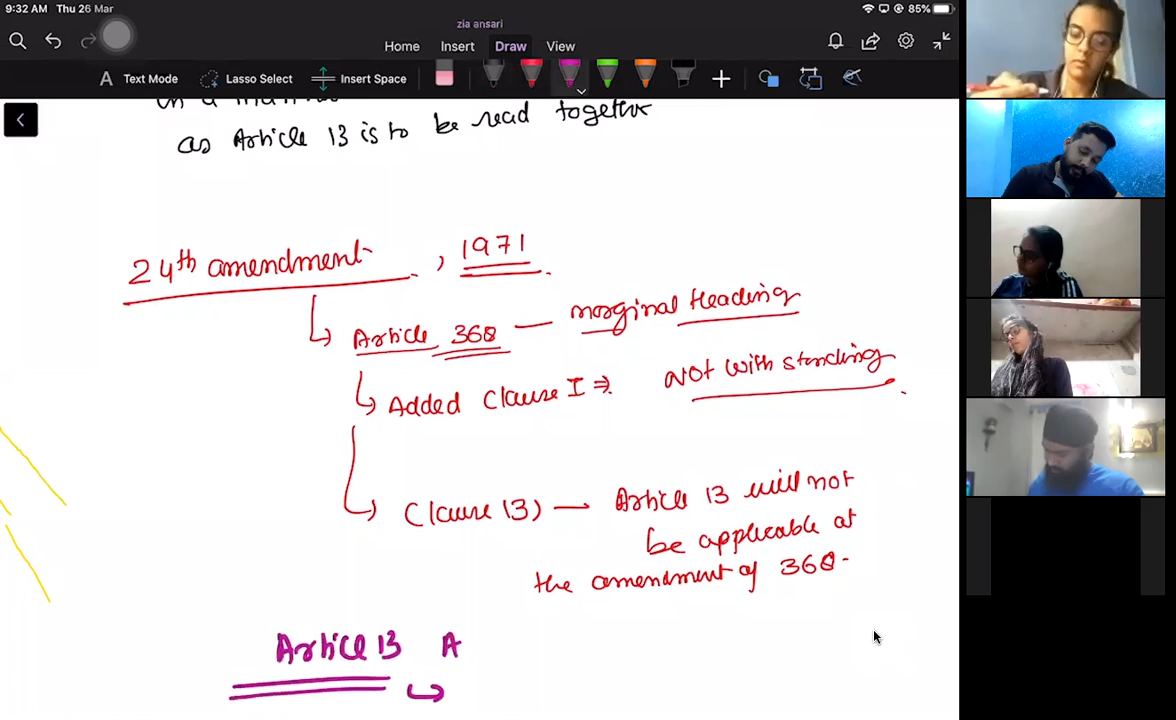 9:32 AM Thu 26 Mar
85%
zia ansari
Home Insert Draw View
Text Mode Lasso Select Insert Space
in a
as Article 13 is to be read together
24th amendment, 1971
Article 368 — marginal Heading
Added Clause I ⇒ Not with standing
Clause 13) — Article 13 will not
be applicable at
the amendment of 368.
Article 13 A